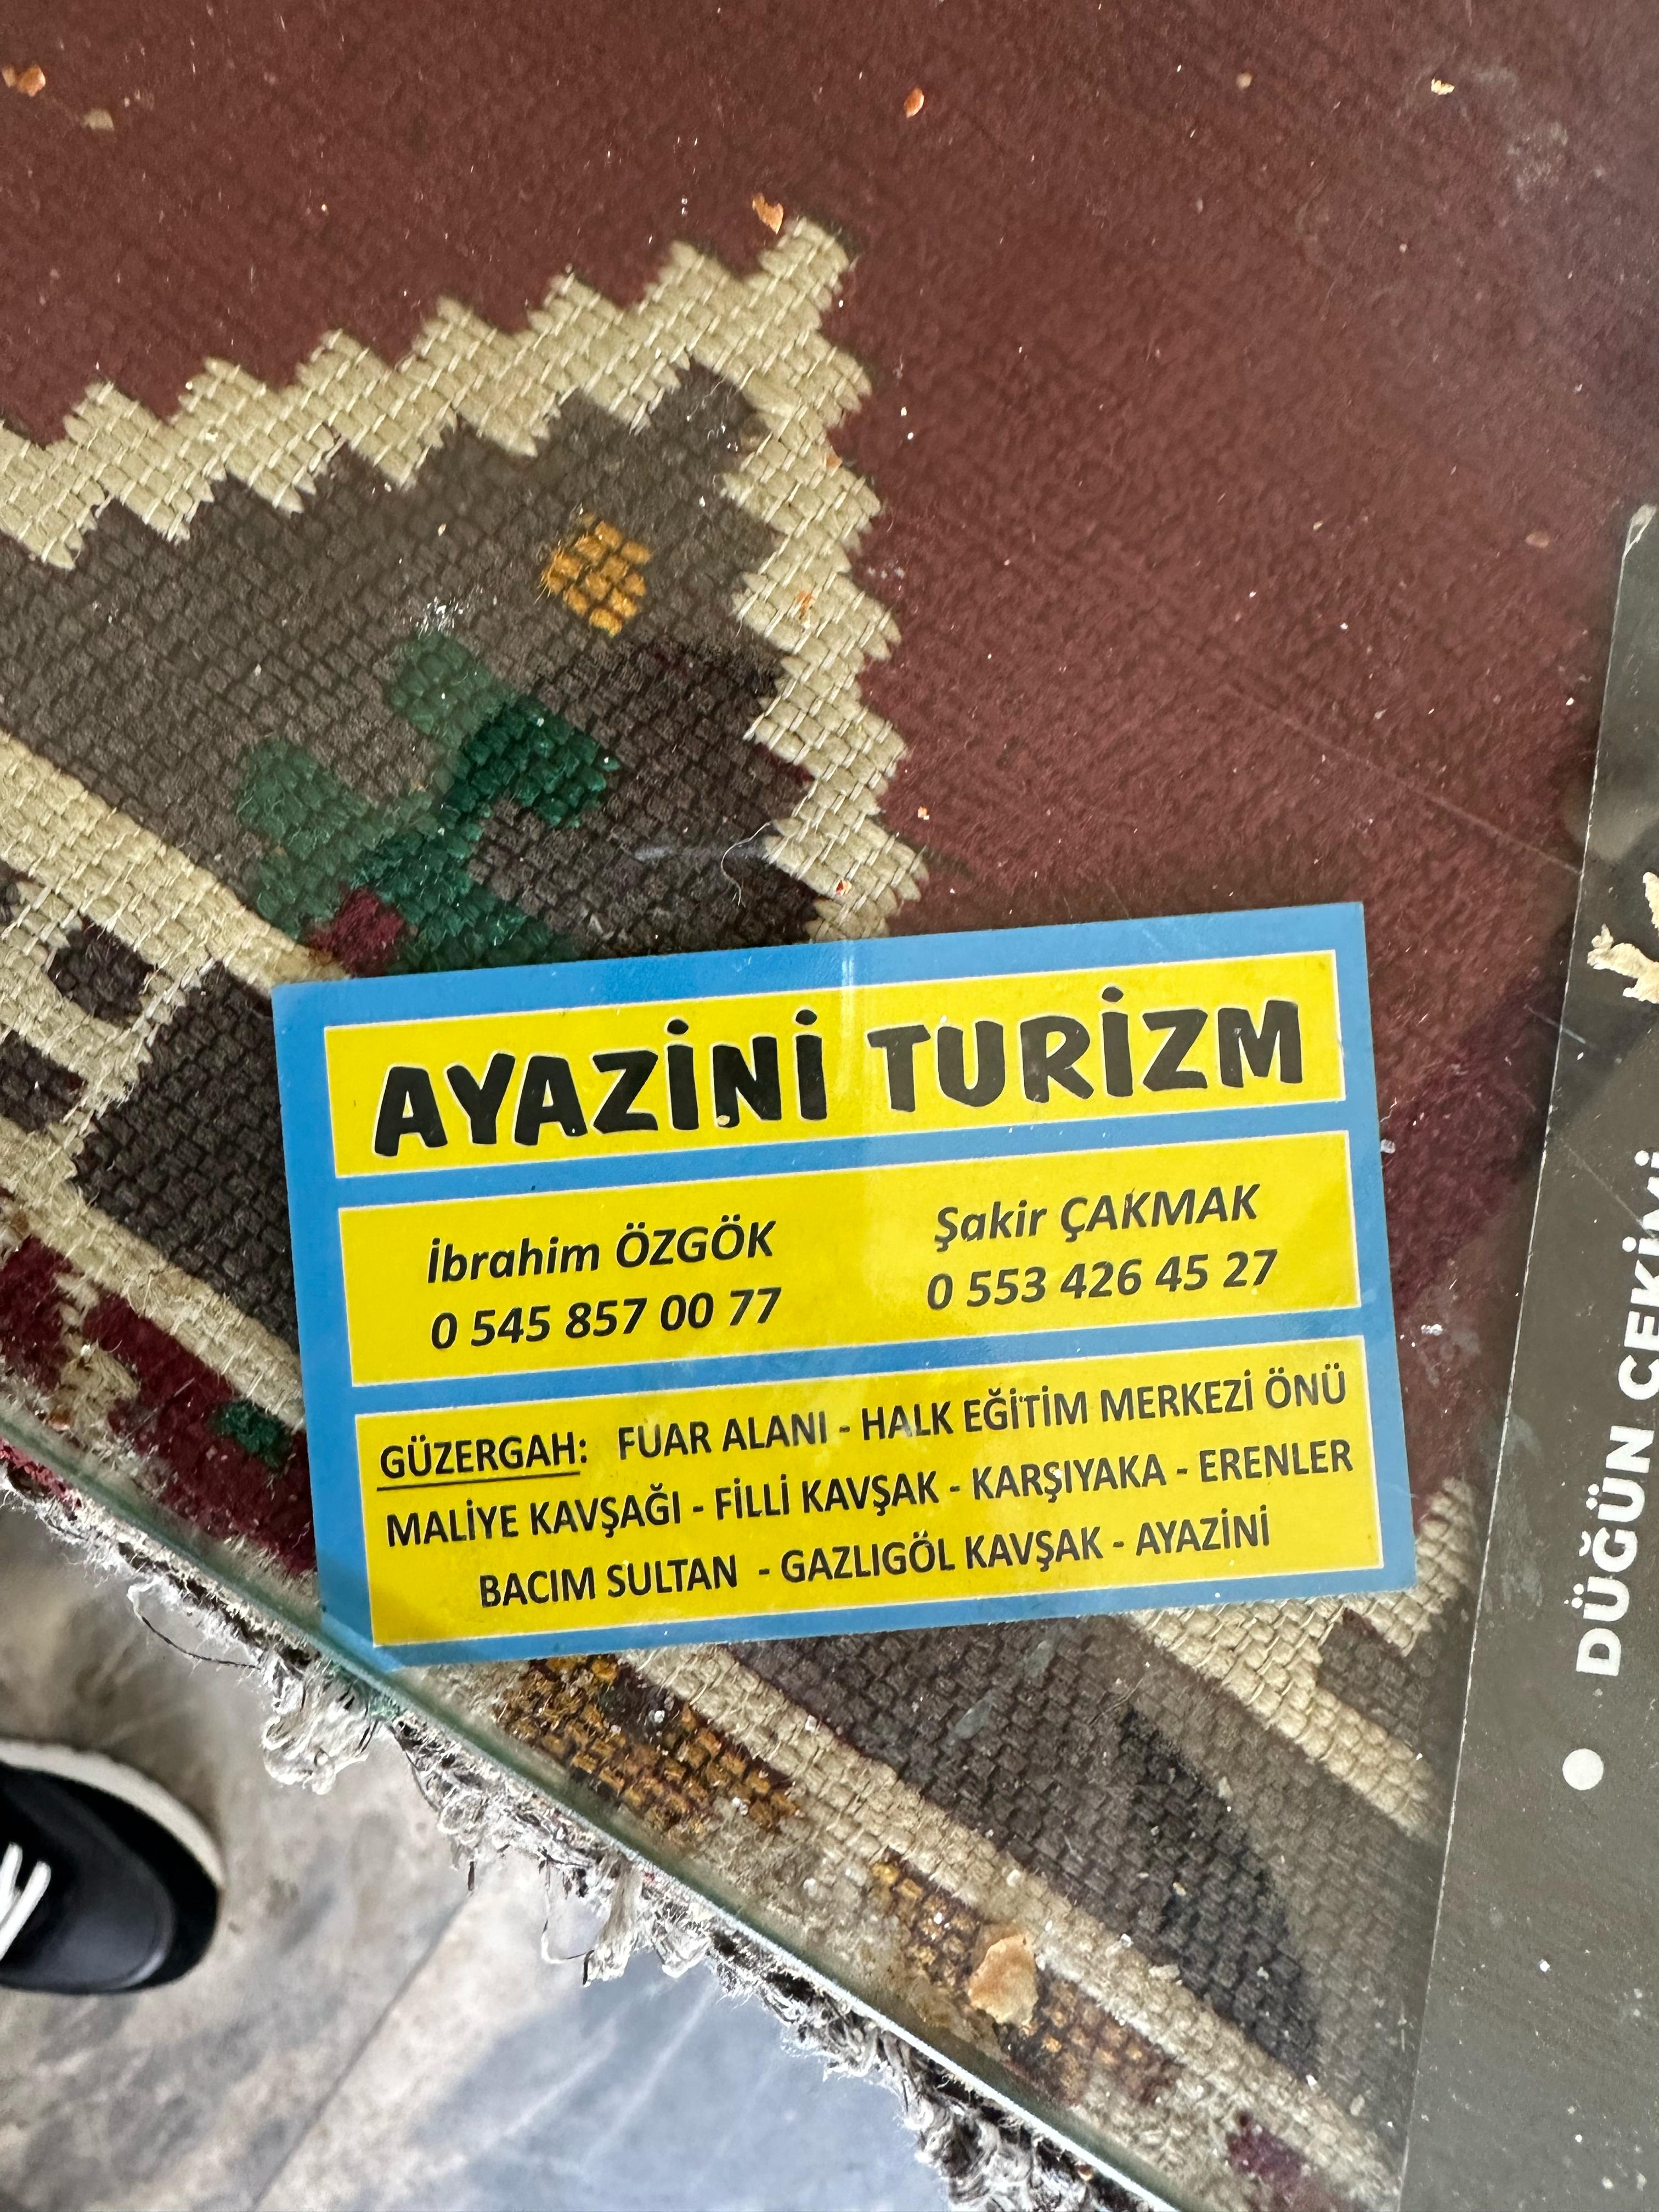 AYAZİNİ TURİZM
İbrahim ÖZGÖK
0 545 857 00 77
Şakir ÇAKMAK
0 553 426 45 27
GÜZERGAH: FUAR ALANI - HALK EĞİTİM MERKEZİ ÖNÜ
MALİYE KAVŞAĞI - FİLLİ KAVŞAK - KARŞIYAKA - ERENLER
BACIM SULTAN - GAZLIGÖL KAVŞAK - AYAZİNİ
• DÜĞÜN ÇEKİMİ